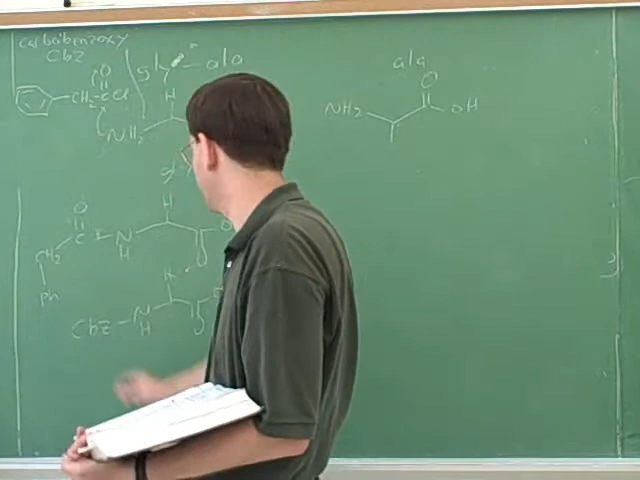 carbobenzoxy
Cbz
gly - ala
ala
O
CH2-C-Cl
O
NH2
OH
H
NH2
H
O
C
N
H
O
CH2
Ph
H
Cbz - N
H
O